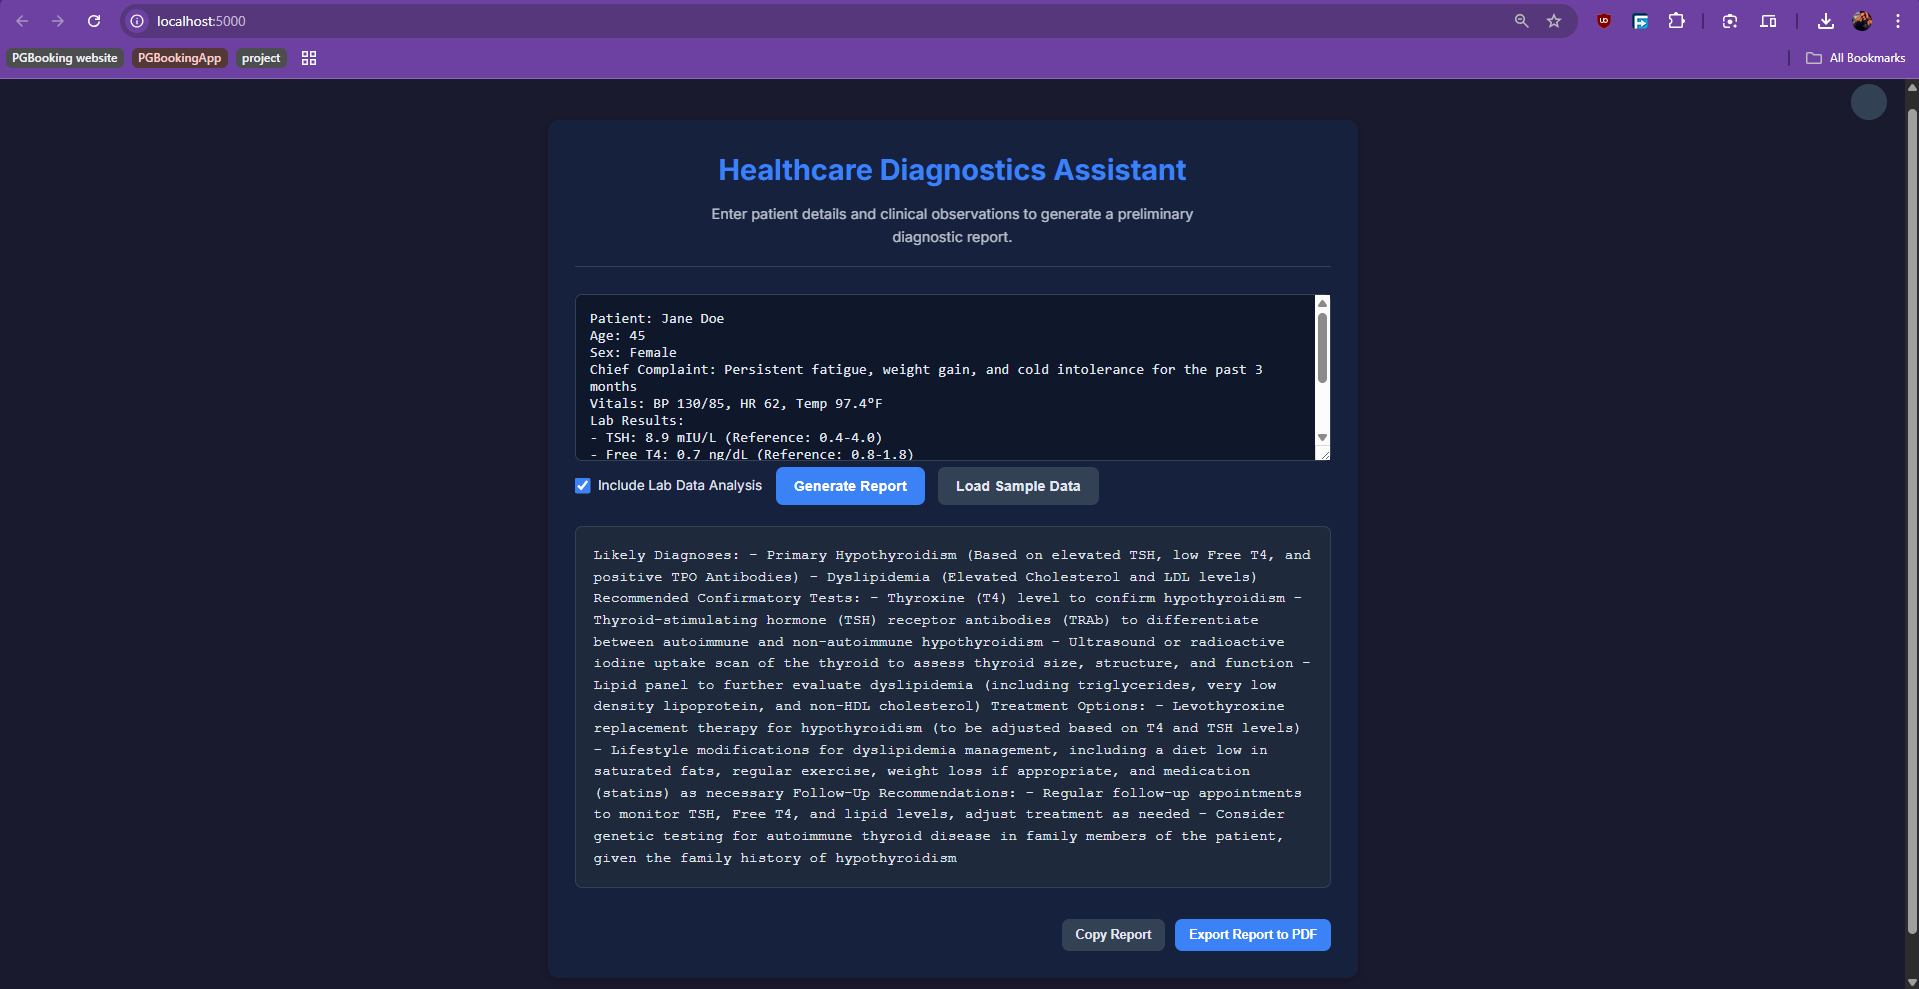 localhost:5000
PGBooking website
PGBookingApp
project
All Bookmarks
Healthcare Diagnostics Assistant
Enter patient details and clinical observations to generate a preliminary
diagnostic report.
Patient: Jane Doe
Age: 45
Sex: Female
Chief Complaint: Persistent fatigue, weight gain, and cold intolerance for the past 3
months
Vitals: BP 130/85, HR 62, Temp 97.4°F
Lab Results:
- TSH: 8.9 mIU/L (Reference: 0.4-4.0)
- Free T4: 0.7 ng/dL (Reference: 0.8-1.8)
Include Lab Data Analysis
Generate Report
Load Sample Data
Likely Diagnoses: - Primary Hypothyroidism (Based on elevated TSH, low Free T4, and
positive TPO Antibodies) - Dyslipidemia (Elevated Cholesterol and LDL levels)
Recommended Confirmatory Tests: - Thyroxine (T4) level to confirm hypothyroidism -
Thyroid-stimulating hormone (TSH) receptor antibodies (TRAb) to differentiate
between autoimmune and non-autoimmune hypothyroidism - Ultrasound or radioactive
iodine uptake scan of the thyroid to assess thyroid size, structure, and function -
Lipid panel to further evaluate dyslipidemia (including triglycerides, very low
density lipoprotein, and non-HDL cholesterol) Treatment Options: - Levothyroxine
replacement therapy for hypothyroidism (to be adjusted based on T4 and TSH levels)
- Lifestyle modifications for dyslipidemia management, including a diet low in
saturated fats, regular exercise, weight loss if appropriate, and medication
(statins) as necessary Follow-Up Recommendations: - Regular follow-up appointments
to monitor TSH, Free T4, and lipid levels, adjust treatment as needed - Consider
genetic testing for autoimmune thyroid disease in family members of the patient,
given the family history of hypothyroidism
Copy Report
Export Report to PDF